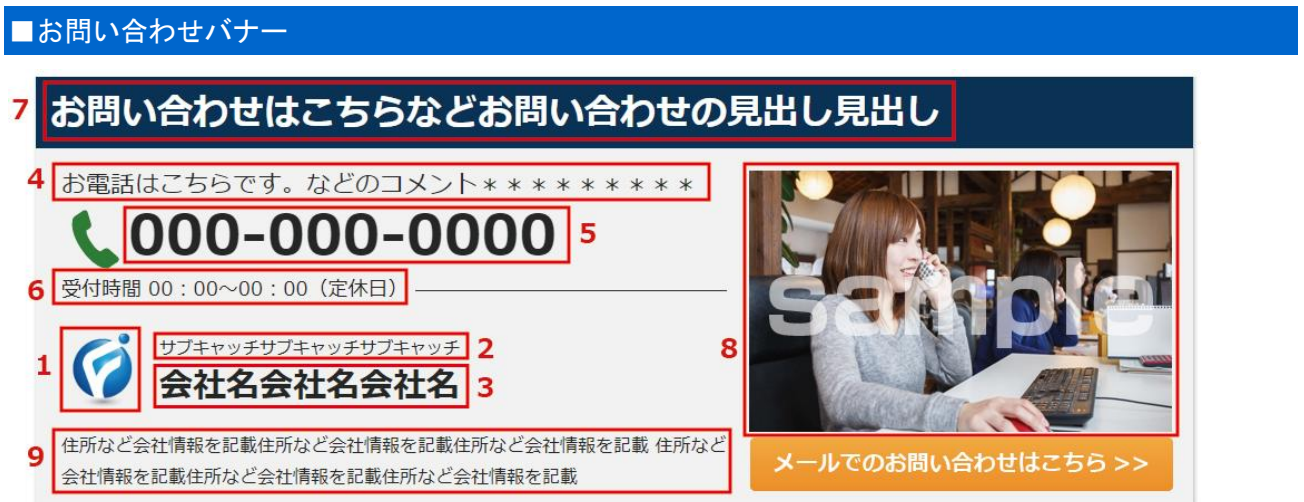 ■お問い合わせバナー
7 お問い合わせはこちらなどお問い合わせの見出し見出し
4 お電話はこちらです。などのコメント＊＊＊＊＊＊＊＊＊
000-000-0000 5
6 受付時間 00：00～00：00（定休日）
1
サブキャッチサブキャッチサブキャッチ 2
会社名会社名会社名 3
9 住所など会社情報を記載住所など会社情報を記載住所など会社情報を記載 住所など
会社情報を記載住所など会社情報を記載住所など会社情報を記載
8
sample
メールでのお問い合わせはこちら >>